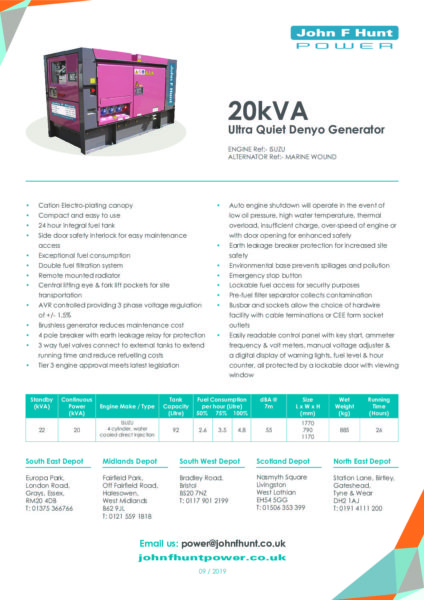 John F Hunt
POWER
John F Hunt
20kVA
Ultra Quiet Denyo Generator
ENGINE Ref:- ISUZU
ALTERNATOR Ref:- MARINE WOUND
• Cation Electro-plating canopy
• Compact and easy to use
• 24 hour integral fuel tank
• Side door safety interlock for easy maintenance
access
• Exceptional fuel consumption
• Double fuel filtration system
• Remote mounted radiator
• Central lifting eye & fork lift pockets for site
transportation
• AVR controlled providing 3 phase voltage regulation
of +/- 1.5%
• Brushless generator reduces maintenance cost
• 4 pole breaker with earth leakage relay for protection
• 3 way fuel valves connect to external tanks to extend
running time and reduce refuelling costs
• Tier 3 engine approval meets latest legislation
• Auto engine shutdown will operate in the event of
low oil pressure, high water temperature, thermal
overload, insufficient charge, over-speed of engine or
with door opening for enhanced safety
• Earth leakage breaker protection for increased site
safety
• Environmental base prevents spillages and pollution
• Emergency stop button
• Lockable fuel access for security purposes
• Pre-fuel filter separator collects contamination
• Busbar and sockets allow the choice of hardwire
facility with cable terminations or CEE form socket
outlets
• Easily readable control panel with key start, ammeter
frequency & volt meters, manual voltage adjuster &
a digital display of warning lights, fuel level & hour
counter, all protected by a lockable door with viewing
window
Standby (kVA) Continuous Power (kVA) Engine Make / Type Tank Capacity (Litre) Fuel Consumption per hour (Litre) 50% 75% 100% dBA @ 7m Size L x W x H (mm) Wet Weight (kg) Running Time (Hours)
22 20 ISUZU 4 cylinder, water cooled direct injection 92 2.6 3.5 4.8 55 1770 790 1170 885 26
South East Depot
Europa Park,
London Road,
Grays, Essex,
RM20 4DB
T: 01375 366766
Midlands Depot
Fairfield Park,
Off Fairfield Road,
Halesowen,
West Midlands
B62 9JL
T: 0121 559 1818
South West Depot
Bradley Road,
Bristol
BS20 7NZ
T: 0117 901 2199
Scotland Depot
Nasmyth Square
Livingston
West Lothian
EH54 5GG
T: 01506 353 399
North East Depot
Station Lane, Birtley,
Gateshead,
Tyne & Wear
DH2 1AJ
T: 0191 4111 200
Email us: power@johnfhunt.co.uk
johnfhuntpower.co.uk
09 / 2019